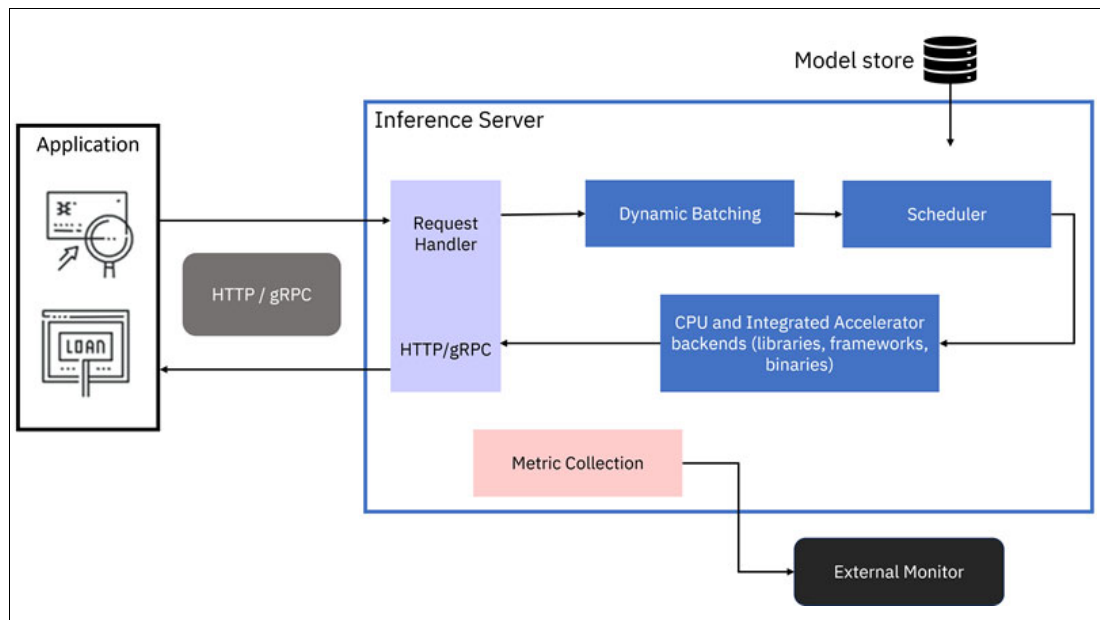 Model store
Inference Server
Application
Request
Handler
Dynamic Batching
Scheduler
HTTP / gRPC
LOAN
HTTP/gRPC
CPU and Integrated Accelerator
backends (libraries, frameworks,
binaries)
Metric Collection
External Monitor